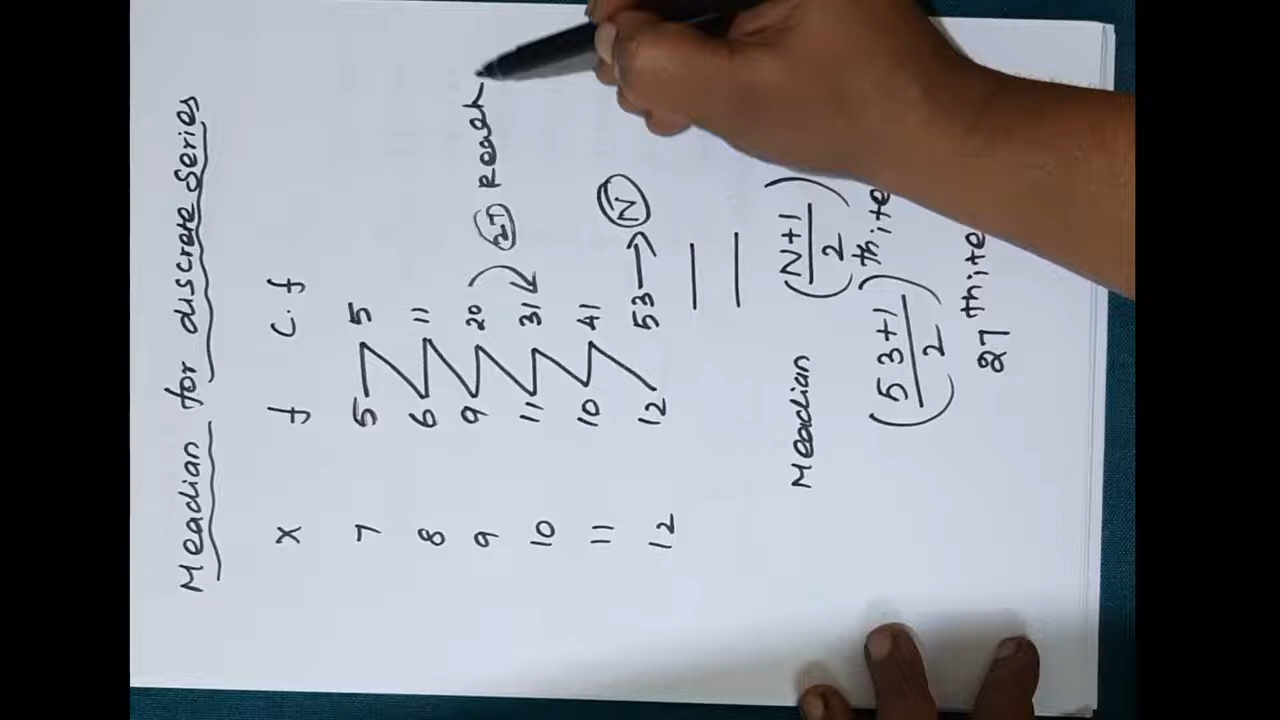 Meadian for discrete series
x f c.f
7 5 5
8 6 11
9 9 20 27 Reach
10 11 31
11 10 41
12 12 53 → N
Meadian (N+1/2)th ite
(53+1/2)
27th ite